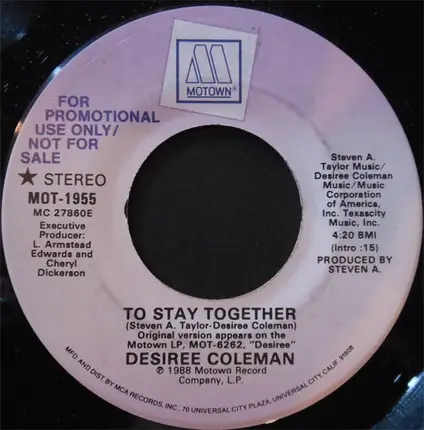 M
MOTOWN®
FOR
PROMOTIONAL
USE ONLY/
NOT FOR
SALE
★ STEREO
MOT-1955
MC 27860E
Executive
Producer:
L. Armstead
Edwards and
Cheryl
Dickerson
Steven A.
Taylor Music/
Desiree Coleman
Music/Music
Corporation
of America,
Inc. Texascity
Music, Inc.
4:20 BMI
(Intro :15)
PRODUCED BY
STEVEN A.
TO STAY TOGETHER
(Steven A. Taylor-Desiree Coleman)
Original version appears on the
Motown LP, MOT-6262, "Desiree"
DESIREE COLEMAN
℗ 1988 Motown Record
Company, L.P.
MFD AND DIST BY MCA RECORDS, INC., 70 UNIVERSAL CITY PLAZA, UNIVERSAL CITY, CALIF. 91608